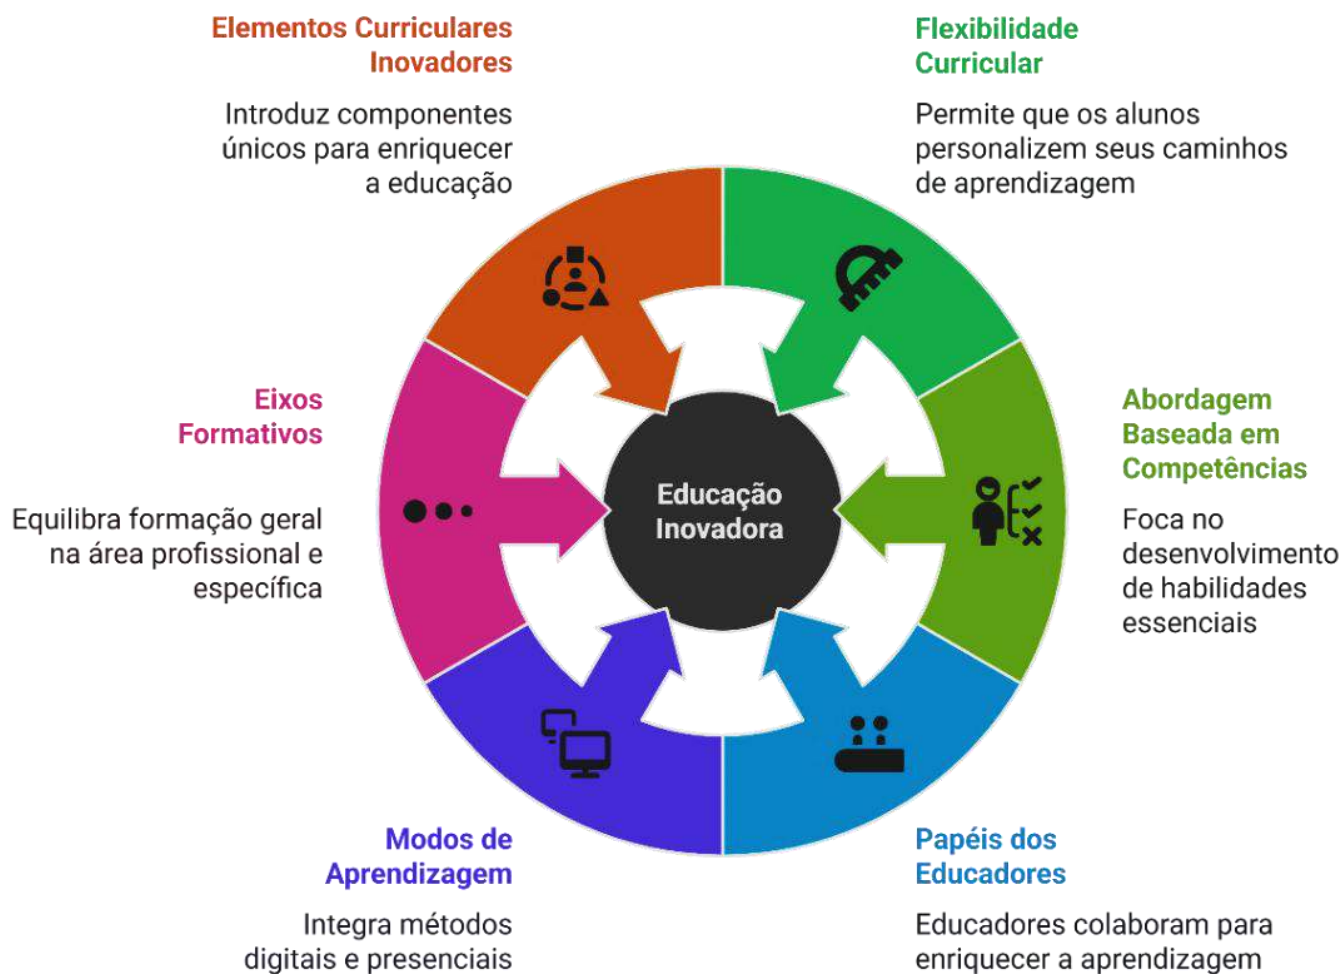 Elementos Curriculares
Inovadores
Introduz componentes
únicos para enriquecer
a educação
Flexibilidade
Curricular
Permite que os alunos
personalizem seus caminhos
de aprendizagem
Eixos
Formativos
Equilibra formação geral
na área profissional e
específica
Educação
Inovadora
Abordagem
Baseada em
Competências
Foca no
desenvolvimento
de habilidades
essenciais
Modos de
Aprendizagem
Integra métodos
digitais e presenciais
Papéis dos
Educadores
Educadores colaboram para
enriquecer a aprendizagem